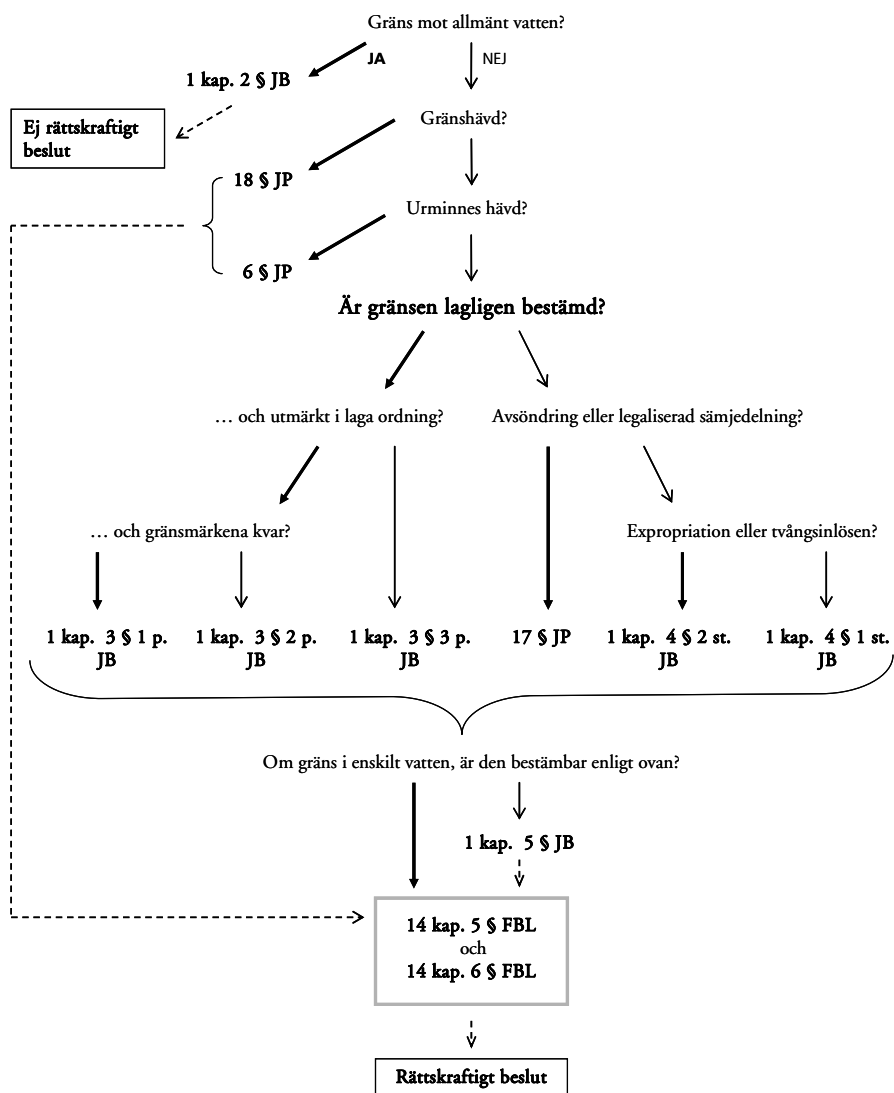 Gräns mot allmänt vatten?
JA
NEJ
1 kap. 2 § JB
Ej rättskraftigt
beslut
Gränshävd?
18 § JP
Urminnes hävd?
6 § JP
Är gränsen lagligen bestämd?
… och utmärkt i laga ordning?
Avsöndring eller legaliserad sämjedelning?
… och gränsmärkena kvar?
Expropriation eller tvångsinlösen?
1 kap. 3 § 1 p.
JB
1 kap. 3 § 2 p.
JB
1 kap. 3 § 3 p.
JB
17 § JP
1 kap. 4 § 2 st.
JB
1 kap. 4 § 1 st.
JB
Om gräns i enskilt vatten, är den bestämbar enligt ovan?
1 kap. 5 § JB
14 kap. 5 § FBL
och
14 kap. 6 § FBL
Rättskraftigt beslut